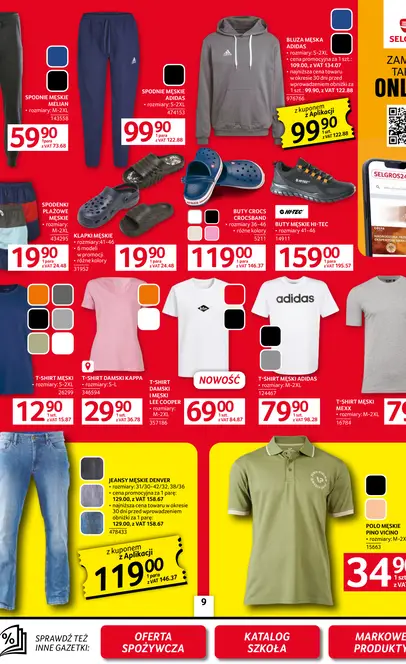 SELGRO
ZAM
TAK
ONL
SELGROS24
SPODNIE MĘSKIE
MELIAN
• rozmiary: M-2XL
143558
59 90
1 para
z VAT 73.68
SPODNIE MĘSKIE
ADIDAS
• rozmiary: S-2XL
474153
99 90
1 para
z VAT 122.88
BLUZA MĘSKA
ADIDAS
• rozmiary: S-2XL
• cena promocyjna za 1 szt.:
109.00, z VAT 134.07
• najniższa cena towaru
w okresie 30 dni przed
wprowadzeniem obniżki za
1 szt.: 99.90, z VAT 122.88
976766
z kuponem
z Aplikacji
99 90
1 szt.
z VAT 122.88
SPODENKI
PLAŻOWE
MĘSKIE
• rozmiary:
M-2XL
434295
19 90
1 para
z VAT 24.48
KLAPKI MĘSKIE
• rozmiary: 41-46
• 6 modeli
w promocji
• różne kolory
31952
19 90
1 para
z VAT 24.48
BUTY CROCS
CROCSBAND
• rozmiary: 36-46
• różne kolory
5211
119 00
1 para
z VAT 146.37
HI-TEC
BUTY MĘSKIE HI-TEC
• rozmiary: 41-46
14911
159 00
1 para
z VAT 195.57
T-SHIRT MĘSKI
• rozmiary: S-2XL
26299
12 90
1 szt.
z VAT 15.87
T-SHIRT DAMSKI KAPPA
• rozmiary: S-L
346594
29 90
1 szt.
z VAT 36.78
T-SHIRT
DAMSKI
I MĘSKI
LEE COOPER
• rozmiary:
M-2XL
357186
NOWOŚĆ
69 00
1 szt.
z VAT 84.87
adidas
T-SHIRT MĘSKI ADIDAS
• rozmiary: M-2XL
124467
79 90
1 szt.
z VAT 98.28
T-SHIRT MĘSKI
MEXX
• rozmiary: M-2XL
16784
79
JEANSY MĘSKIE DENVER
• rozmiary: 31/30-42/32, 38/36
• cena promocyjna za 1 parę:
129.00, z VAT 158.67
• najniższa cena towaru w okresie
30 dni przed wprowadzeniem
obniżki za 1 parę:
129.00, z VAT 158.67
478433
z kuponem
z Aplikacji
119 00
1 para
z VAT 146.37
POLO MĘSKIE
PINO VICINO
• rozmiary: M-2X
15663
34 9
1 szt
z VAT
9
%
SPRAWDŹ TEŻ
INNE GAZETKI:
OFERTA
SPOŻYWCZA
KATALOG
SZKOŁA
MARKOWE
PRODUKTY